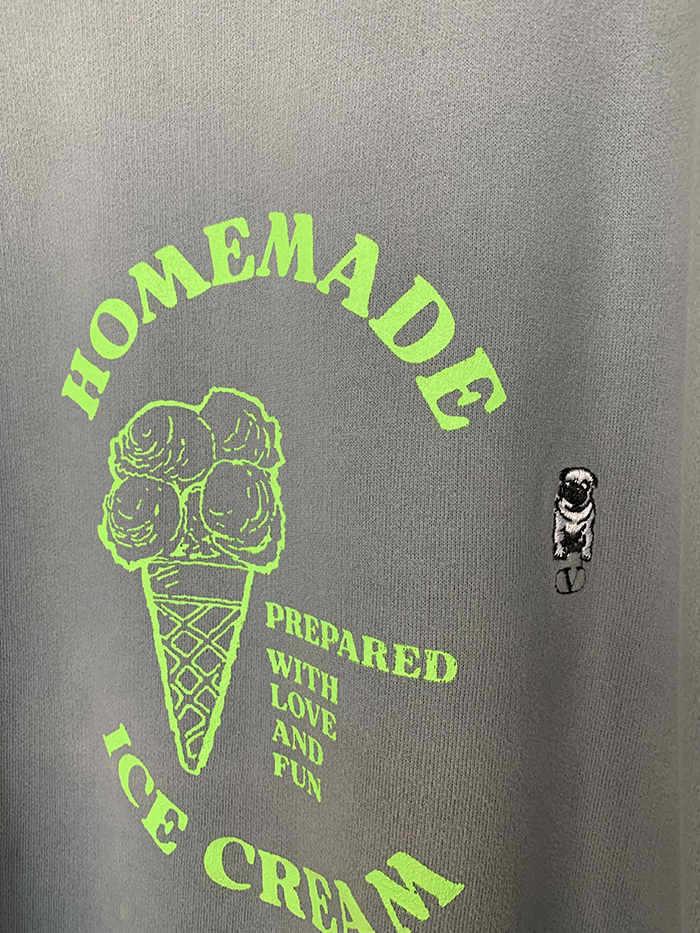 HOMEMADE
PREPARED
WITH
LOVE
AND
FUN
ICE CREAM
V